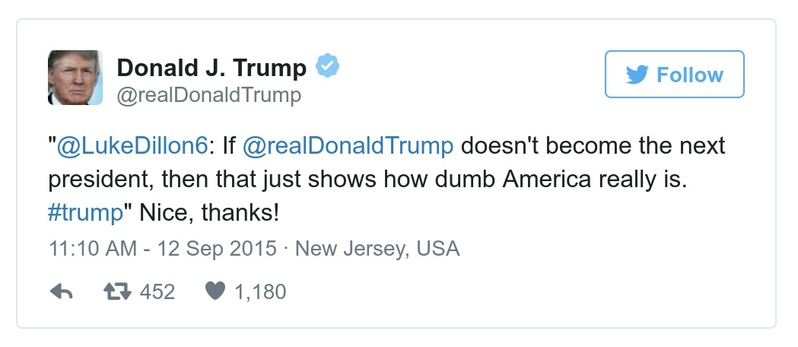 Donald J. Trump
@realDonaldTrump
Follow
"@LukeDillon6: If @realDonaldTrump doesn't become the next
president, then that just shows how dumb America really is.
#trump" Nice, thanks!
11:10 AM - 12 Sep 2015 · New Jersey, USA
452 1,180